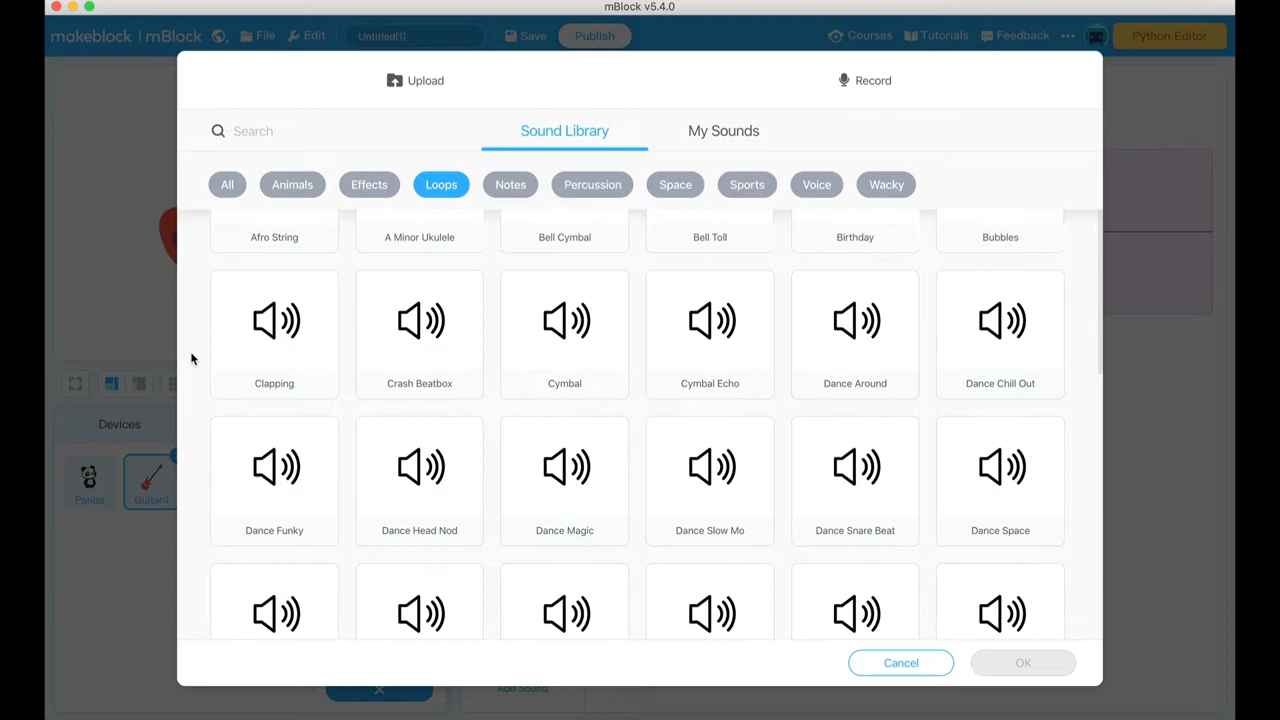 mBlock v5.4.0
makeblock | mBlock File Edit Untitled(1) Save Publish Courses Tutorials Feedback ••• Python Editor
Upload Record
Search Sound Library My Sounds
All Animals Effects Loops Notes Percussion Space Sports Voice Wacky
Afro String A Minor Ukulele Bell Cymbal Bell Toll Birthday Bubbles
Clapping Crash Beatbox Cymbal Cymbal Echo Dance Around Dance Chill Out
Devices
Panda Guitar4
Dance Funky Dance Head Nod Dance Magic Dance Slow Mo Dance Snare Beat Dance Space
Cancel OK
Add Sound